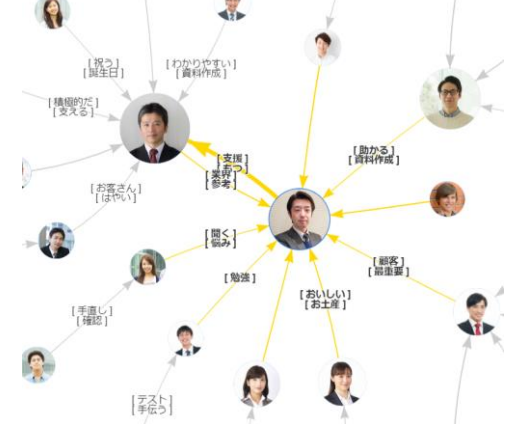 [ 祝う ]
[ 誕生日 ]
[ わかりやすい ]
[ 資料作成 ]
[ 積極的だ ]
[ 支える ]
[ 助かる ]
[ 資料作成 ]
[ 支援 ]
[ もつ ]
[ 業界 ]
[ 参考 ]
[ お客さん ]
[ はやい ]
[ 聞く ]
[ 悩み ]
[ 顧客 ]
[ 最重要 ]
[ 勉強 ]
[ おいしい ]
[ お土産 ]
[ 手直し ]
[ 確認 ]
[ テスト ]
[ 手伝う ]